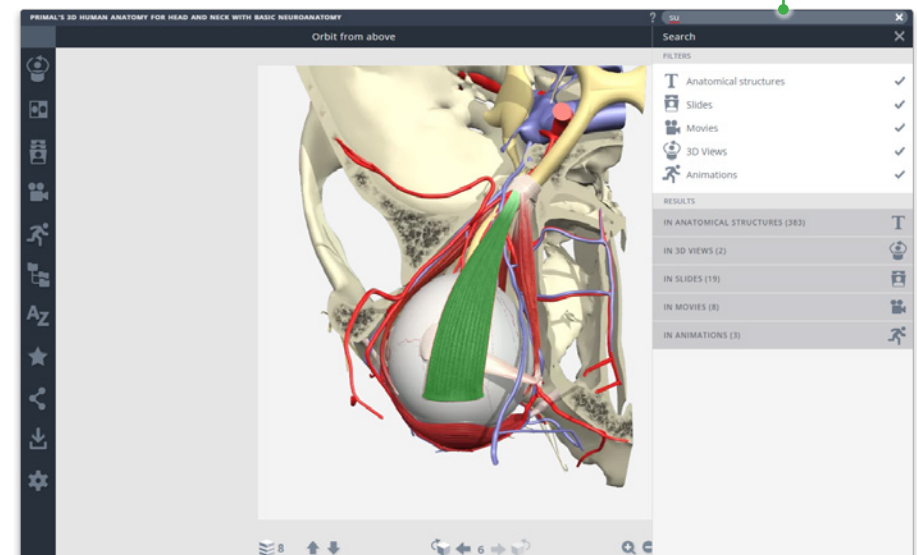 PRIMAL'S 3D HUMAN ANATOMY FOR HEAD AND NECK WITH BASIC NEUROANATOMY
? su
Orbit from above
Search
FILTERS
T Anatomical structures
Slides
Movies
3D Views
Animations
RESULTS
IN ANATOMICAL STRUCTURES (383) T
IN 3D VIEWS (2)
IN SLIDES (19)
IN MOVIES (8)
IN ANIMATIONS (3)
AZ
8
6